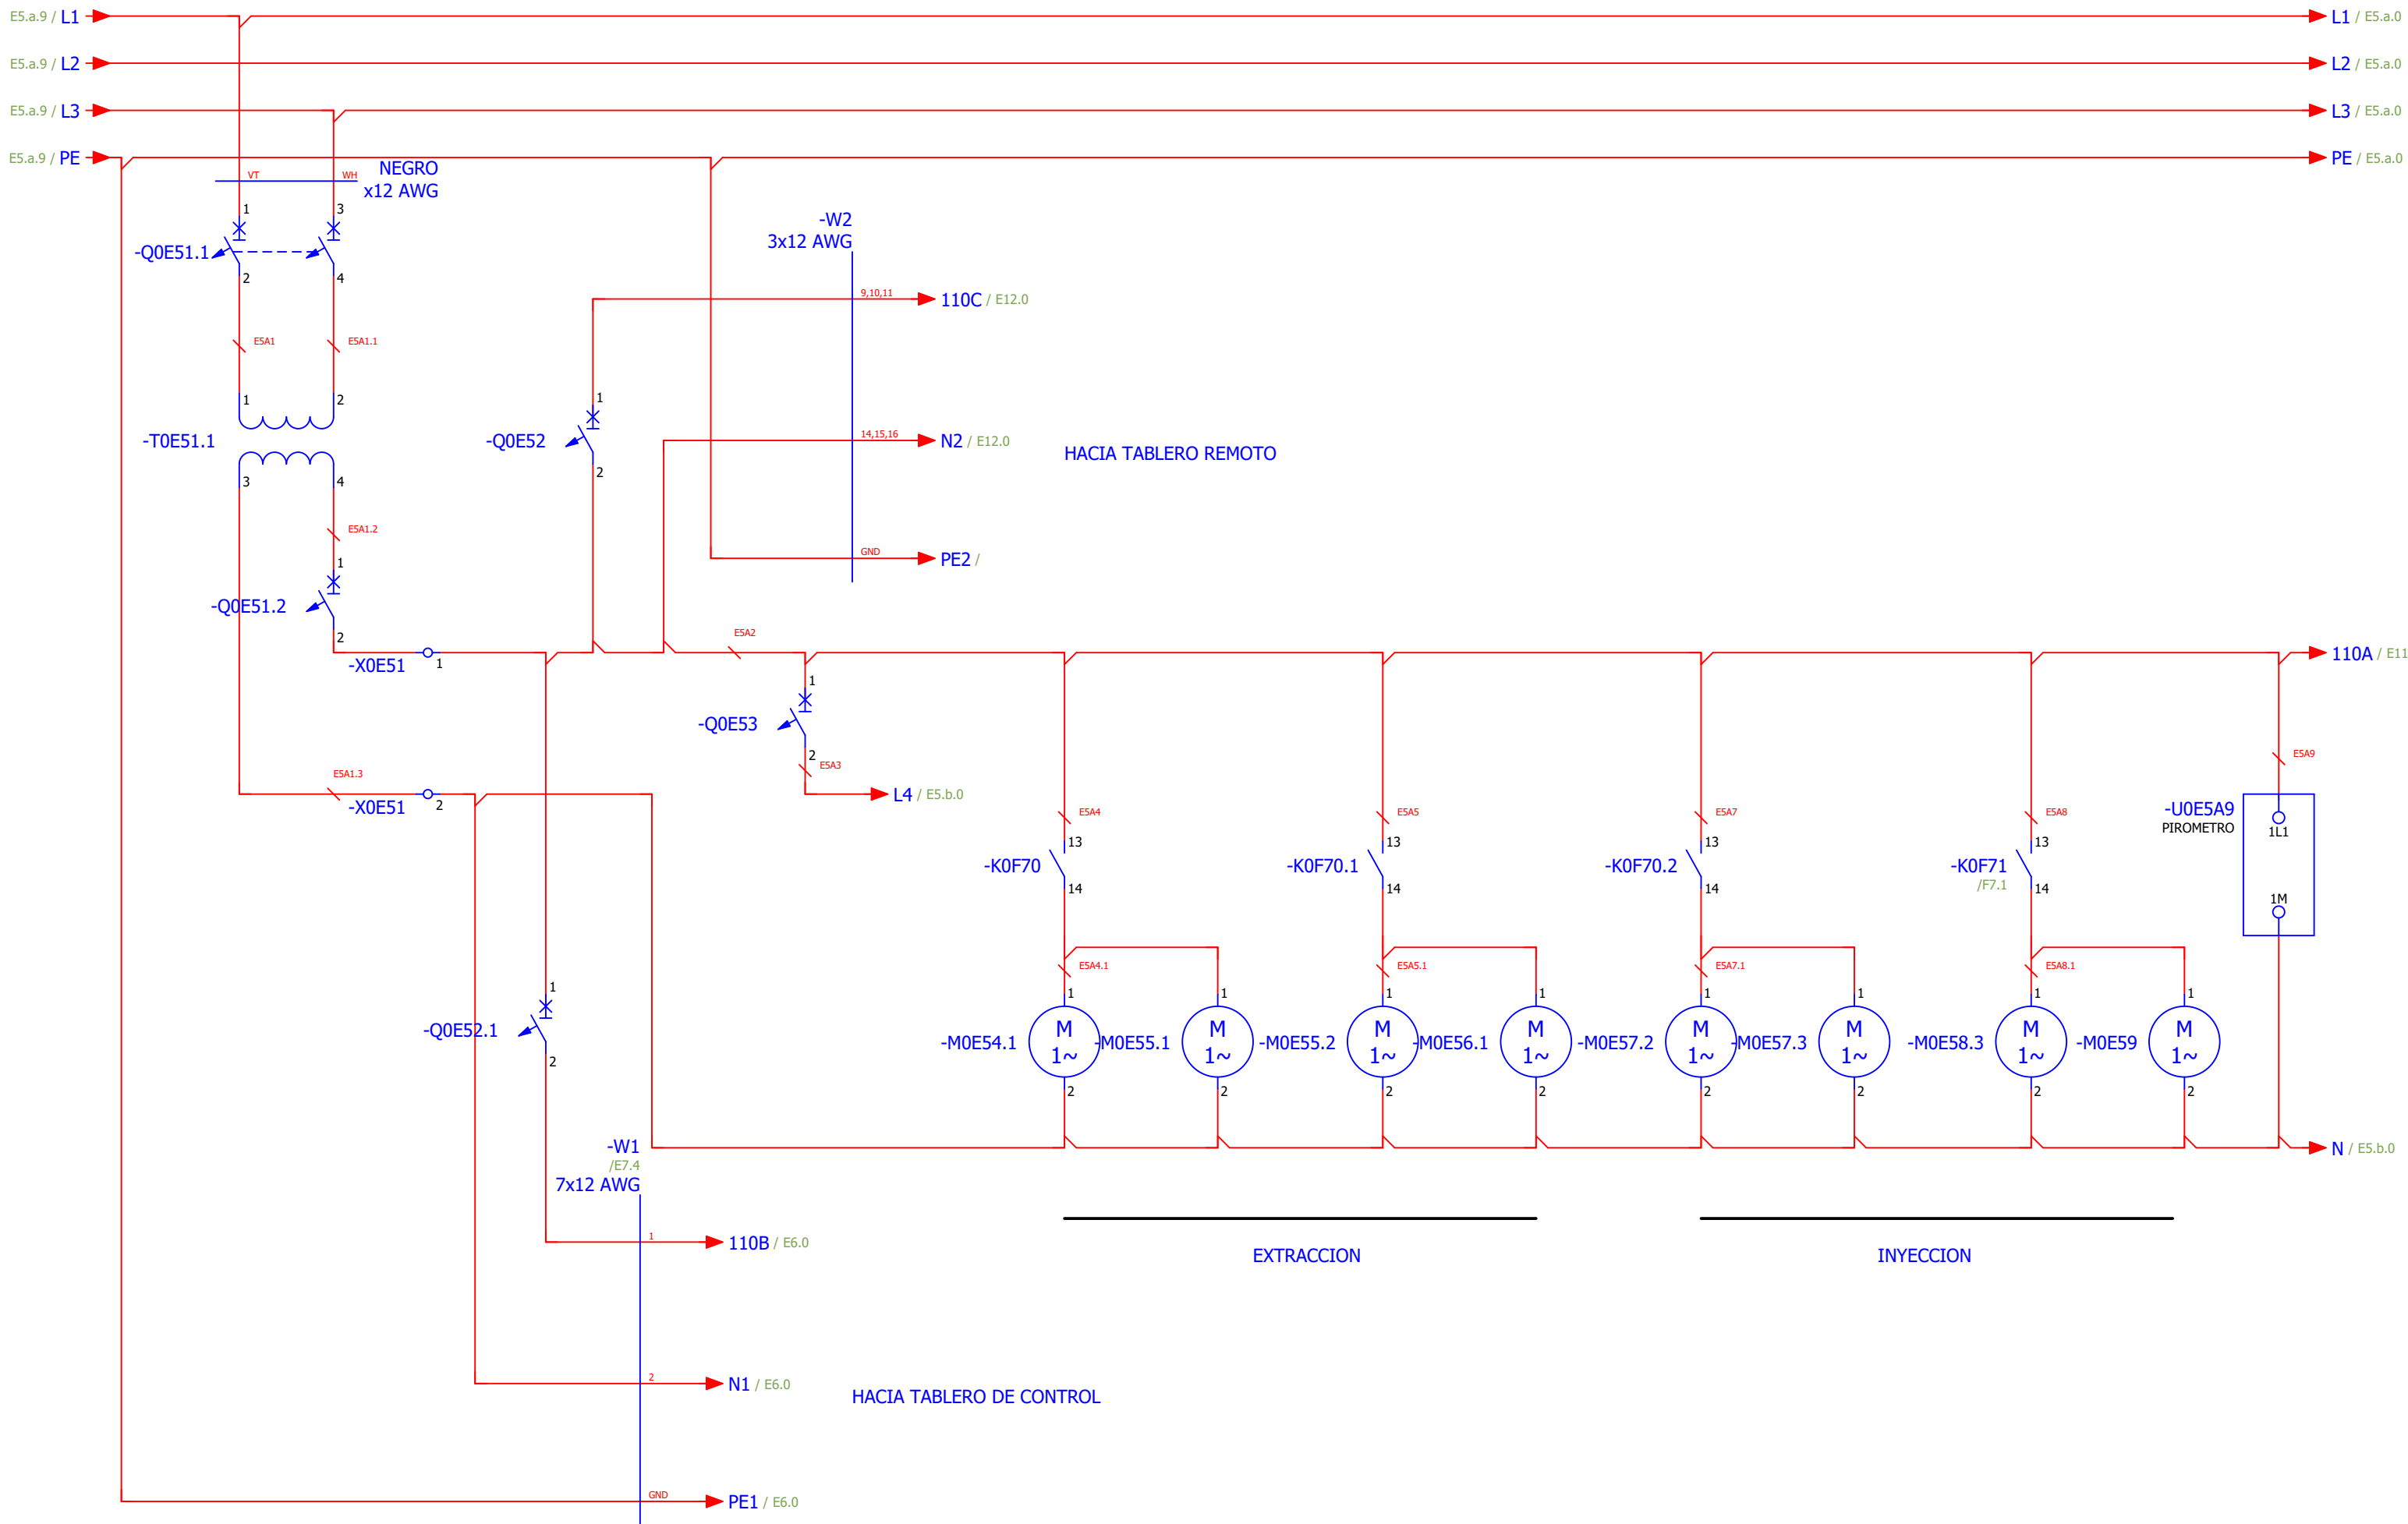 E5.a.9 / L1
L1 / E5.a.0
E5.a.9 / L2
L2 / E5.a.0
E5.a.9 / L3
L3 / E5.a.0
E5.a.9 / PE
PE / E5.a.0
NEGRO
x12 AWG
VT
WH
1
3
-Q0E51.1
2
4
-W2
3x12 AWG
9,10,11
110C / E12.0
E5A1
E5A1.1
1
2
-T0E51.1
3
4
1
-Q0E52
2
14,15,16
N2 / E12.0
HACIA TABLERO REMOTO
E5A1.2
GND
PE2 /
1
-Q0E51.2
2
-X0E51
1
E5A2
110A / E11
1
-Q0E53
2
E5A3
L4 / E5.b.0
E5A1.3
-X0E51
2
E5A4
E5A5
E5A7
E5A8
E5A9
13
-K0F70
14
13
-K0F70.1
14
13
-K0F70.2
14
13
-K0F71
/F7.1
14
-U0E5A9
PIROMETRO
1L1
1M
E5A4.1
E5A5.1
E5A7.1
E5A8.1
1
-Q0E52.1
2
-M0E54.1
1
M
1~
2
-M0E55.1
1
M
1~
2
-M0E55.2
1
M
1~
2
-M0E56.1
1
M
1~
2
-M0E57.2
1
M
1~
2
-M0E57.3
1
M
1~
2
-M0E58.3
1
M
1~
2
-M0E59
1
M
1~
2
N / E5.b.0
-W1
/E7.4
7x12 AWG
EXTRACCION
INYECCION
1
110B / E6.0
2
N1 / E6.0
HACIA TABLERO DE CONTROL
GND
PE1 / E6.0